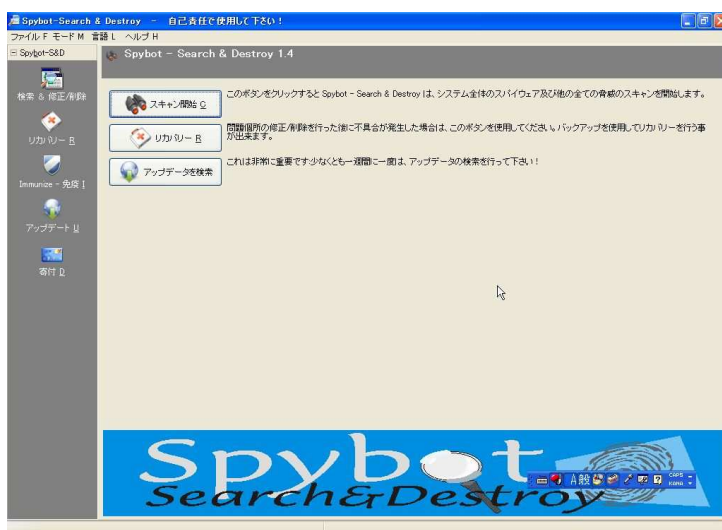 Spybot-Search & Destroy － 自己責任で使用して下さい！
ファイル F モード M 言語 L ヘルプ H
Spybot-S&D
Spybot - Search & Destroy 1.4
検索 & 修正/削除
リカバリー R
Immunize - 免疫 I
アップデート U
寄付 D
スキャン開始 C
このボタンをクリックすると Spybot - Search & Destroy は、システム全体のスパイウェア及び他の全ての脅威のスキャンを開始します。
リカバリー R
問題個所の修正/削除を行った後に不具合が発生した場合は、このボタンを使用してください。バックアップを使用してリカバリーを行う事
が出来ます。
アップデータを検索
これは非常に重要です:少なくとも一週間に一度は、アップデータの検索を行って下さい！
Spybot
Search&Destroy
A 般
CAPS
KANA